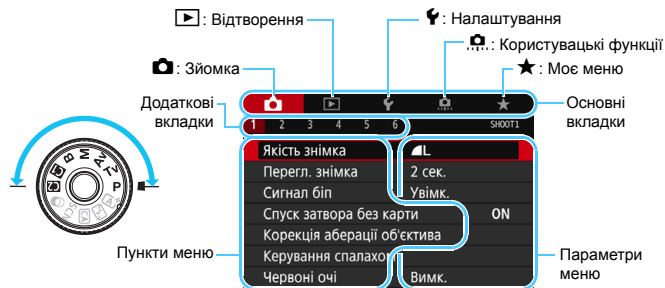 : Відтворення
: Налаштування
: Користувацькі функції
: Зйомка
: Моє меню
Додаткові вкладки
Основні вкладки
1 2 3 4 5 6 SHOOT1
Якість знімка L
Перегл. знімка 2 сек.
Сигнал біп Увімк.
Спуск затвора без карти ON
Корекція аберації об'єктива
Керування спалахом
Червоні очі Вимк.
Пункти меню
Параметри меню
B M Av Tv P